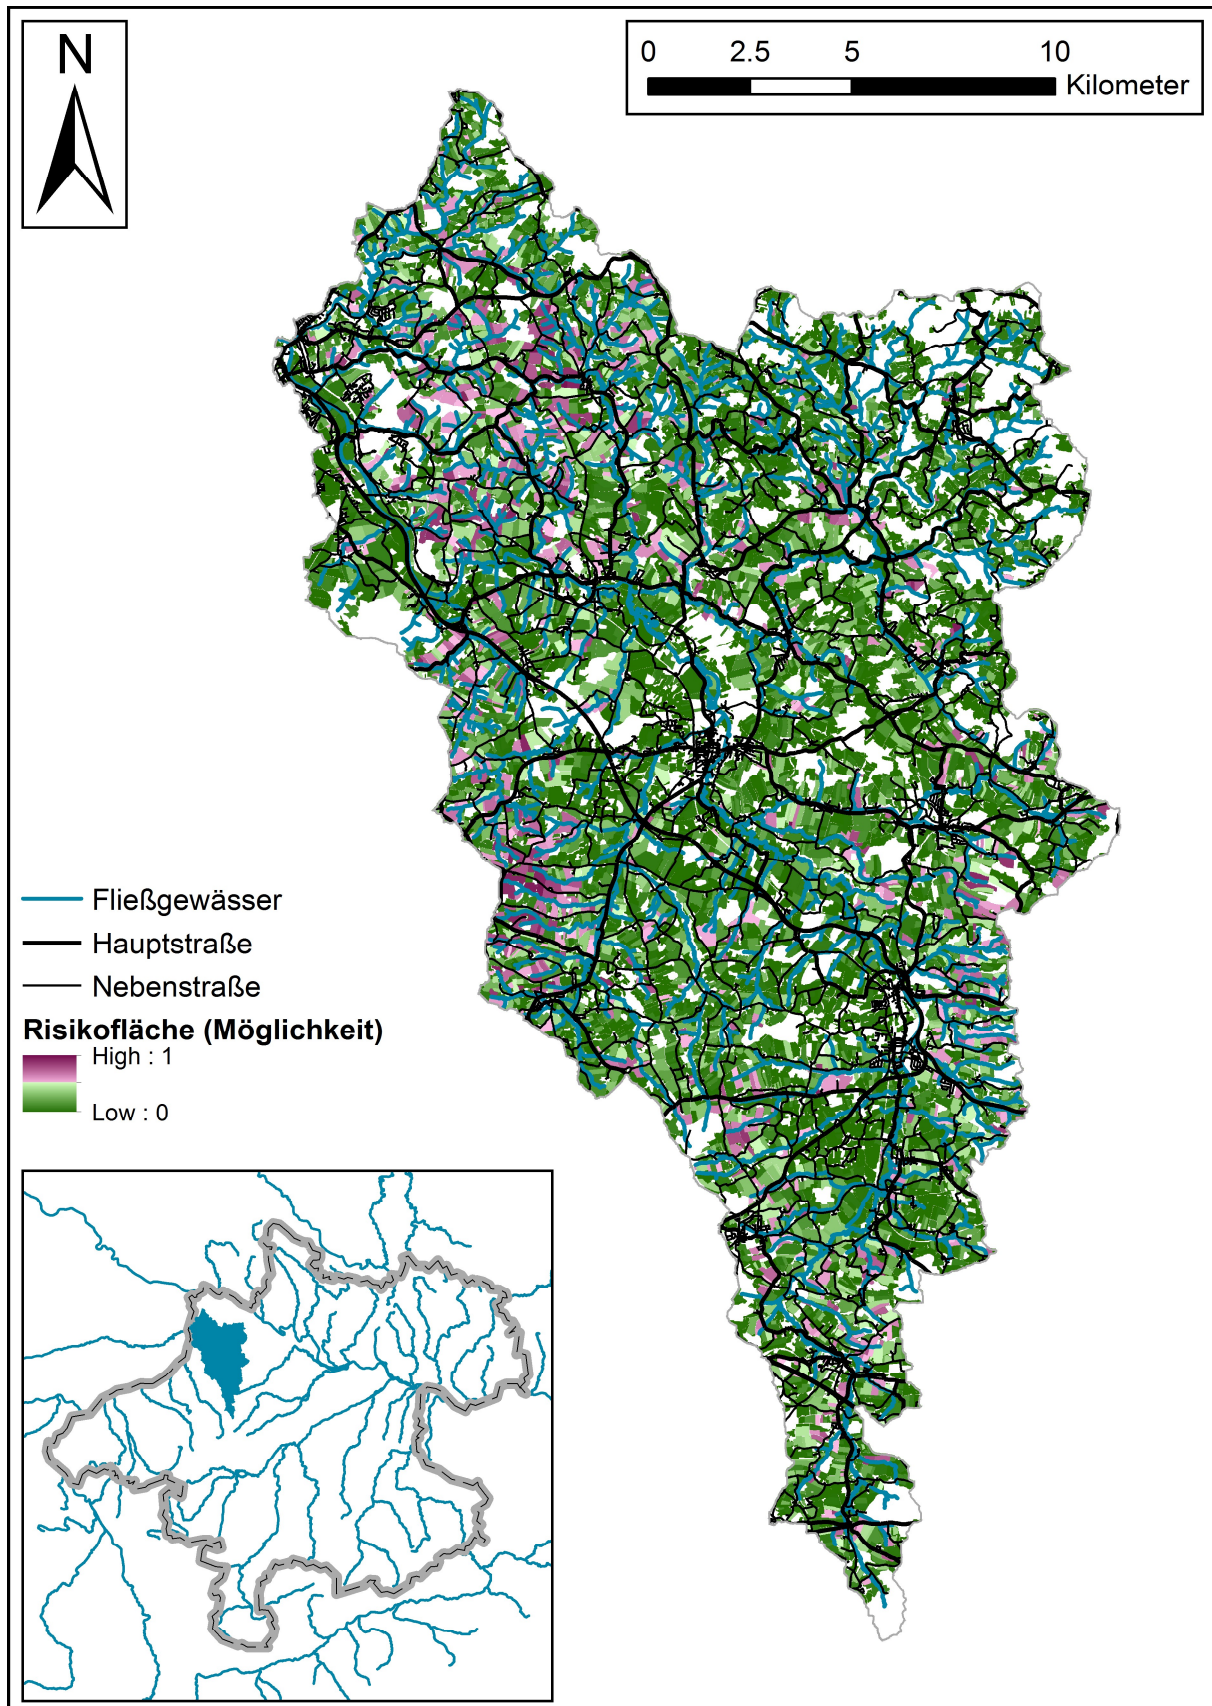 N
0 2.5 5 10
Kilometer
Fließgewässer
Hauptstraße
Nebenstraße
Risikofläche (Möglichkeit)
High : 1
Low : 0